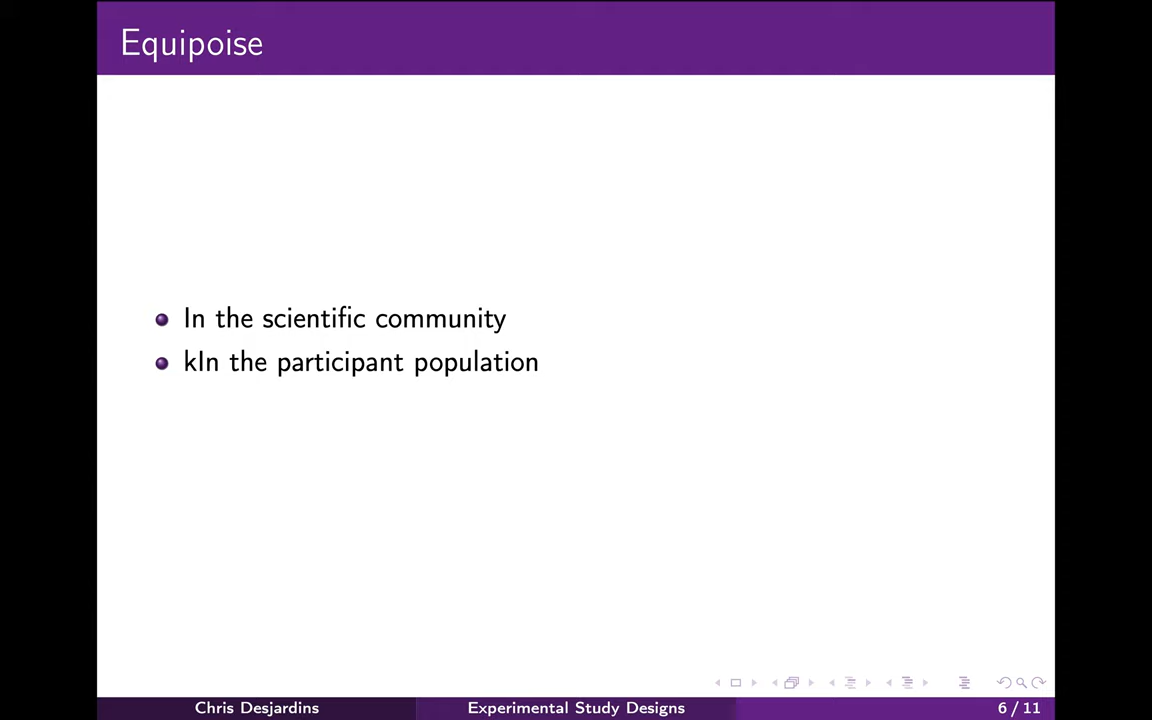 Equipoise
In the scientific community
kIn the participant population
Chris Desjardins
Experimental Study Designs
6 / 11